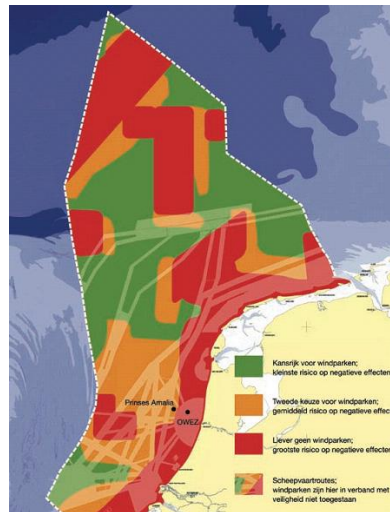 Prinses Amalia
OWEZ
Kansrijk voor windparken;
kleinste risico op negatieve effecten
Tweede keuze voor windparken;
gemiddeld risico op negatieve effec
Liever geen windparken;
grootste risico op negatieve effecten
Scheepvaartroutes;
windparken zijn hier in verband met
veiligheid niet toegestaan